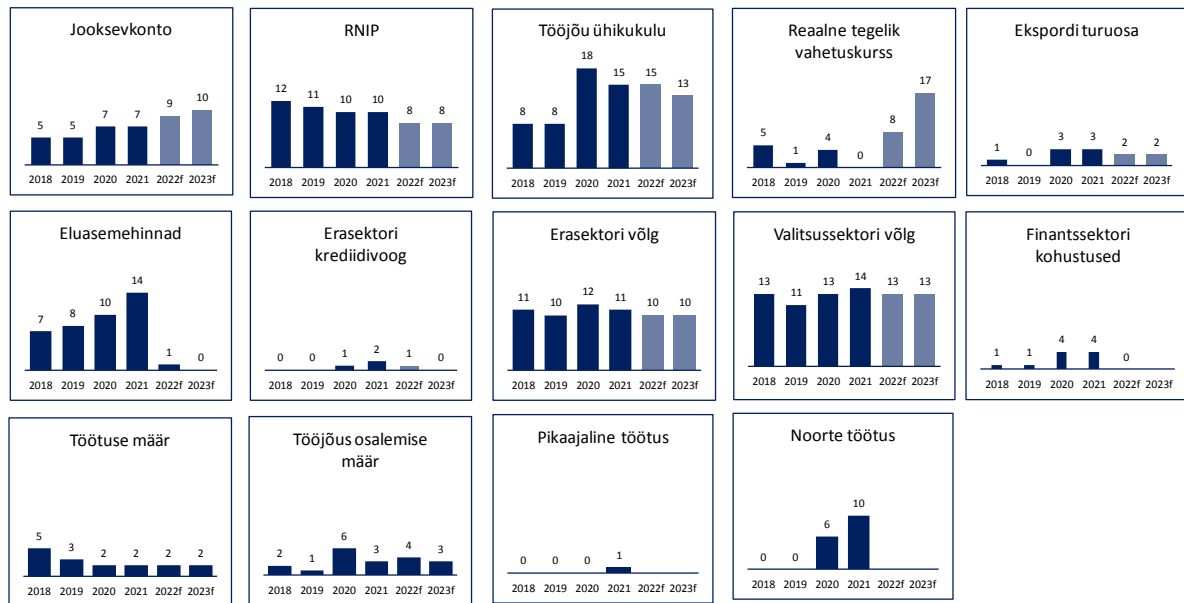 Jooksevkonto
5 5 7 7 9 10
2018 2019 2020 2021 2022f 2023f
RNIP
12 11 10 10 8 8
2018 2019 2020 2021 2022f 2023f
Tööjõu ühikukulu
8 8 18 15 15 13
2018 2019 2020 2021 2022f 2023f
Reaalne tegelik
vahetuskurss
5 1 4 0 8 17
2018 2019 2020 2021 2022f 2023f
Ekspordi turuosa
1 0 3 3 2 2
2018 2019 2020 2021 2022f 2023f
Eluasemehinnad
7 8 10 14 1 0
2018 2019 2020 2021 2022f 2023f
Erasektori
krediidivoog
0 0 1 2 1 0
2018 2019 2020 2021 2022f 2023f
Erasektori võlg
11 10 12 11 10 10
2018 2019 2020 2021 2022f 2023f
Valitsussektori võlg
13 11 13 14 13 13
2018 2019 2020 2021 2022f 2023f
Finantssektori
kohustused
1 1 4 4 0
2018 2019 2020 2021 2022f 2023f
Töötuse määr
5 3 2 2 2 2
2018 2019 2020 2021 2022f 2023f
Tööjõus osalemise
määr
2 1 6 3 4 3
2018 2019 2020 2021 2022f 2023f
Pikaajaline töötus
0 0 0 1
2018 2019 2020 2021 2022f 2023f
Noorte töötus
0 0 6 10
2018 2019 2020 2021 2022f 2023f